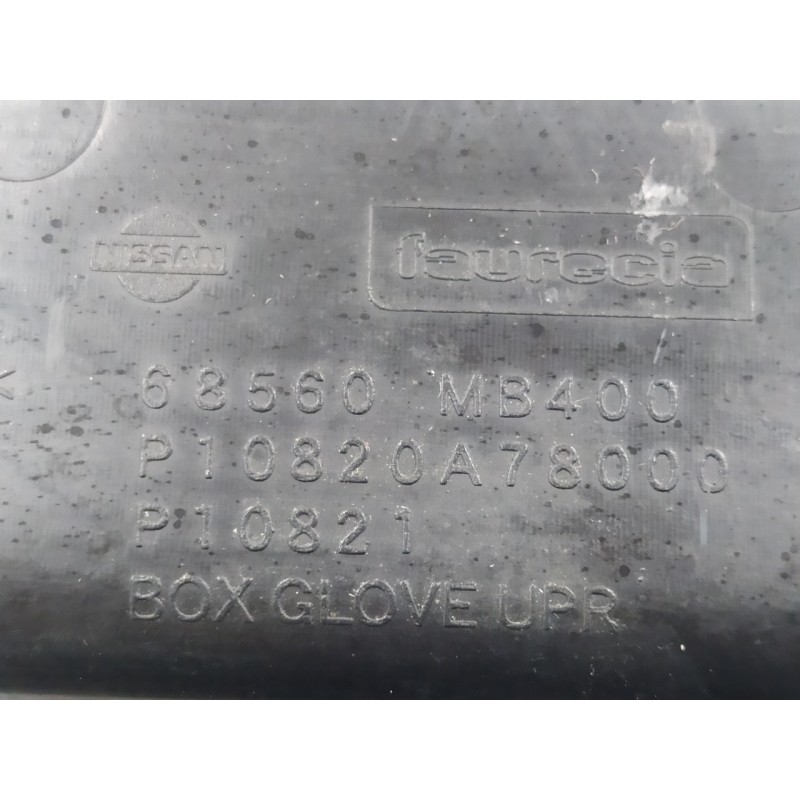 NISSAN faurecia
68560 MB400
P10820A78000
P10821
BOX GLOVE UPR